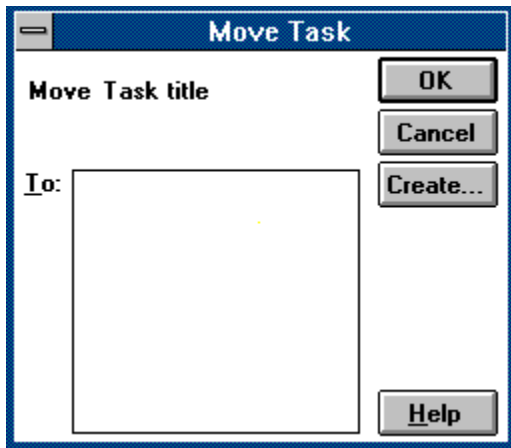 Move Task
Move Task title
OK
Cancel
To:
Create...
Help